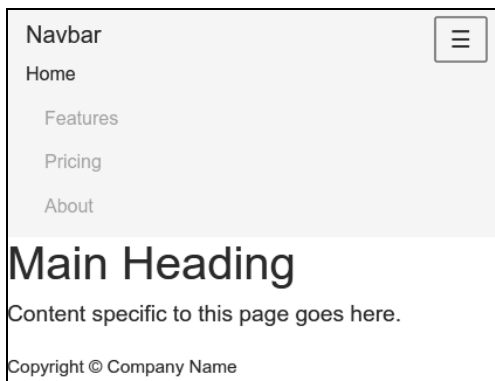 Navbar
☰
Home
Features
Pricing
About
Main Heading
Content specific to this page goes here.
Copyright © Company Name